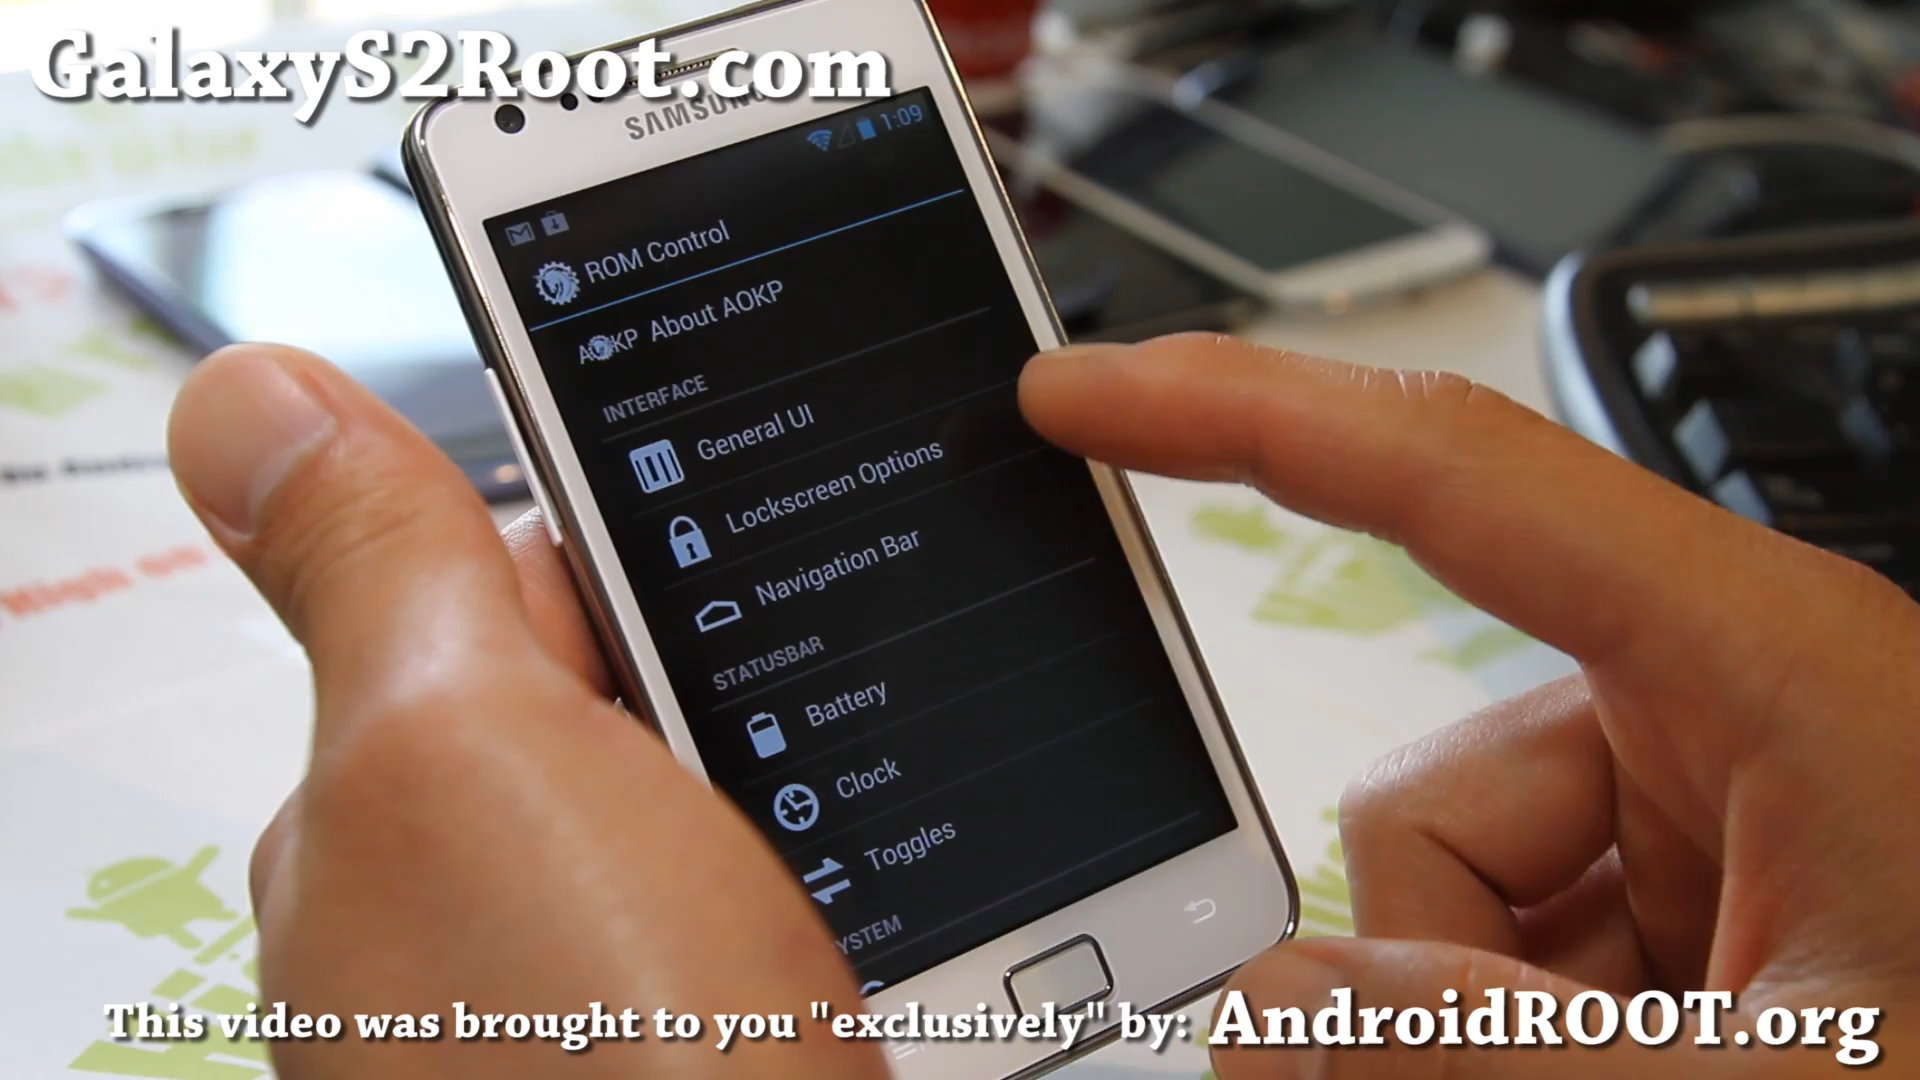 GalaxyS2Root.com
SAMSUNG
1:09
ROM Control
AOKP About AOKP
INTERFACE
General UI
Lockscreen Options
Navigation Bar
STATUSBAR
Battery
Clock
Toggles
YSTEM
This video was brought to you "exclusively" by: AndroidROOT.org